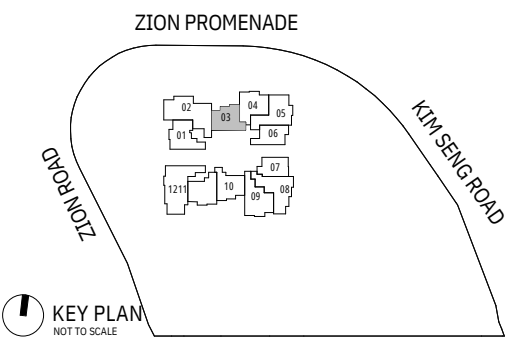 ZION PROMENADE
02
03
04
05
01
06
KIM SENG ROAD
ZION ROAD
07
1211
10
09
08
KEY PLAN
NOT TO SCALE